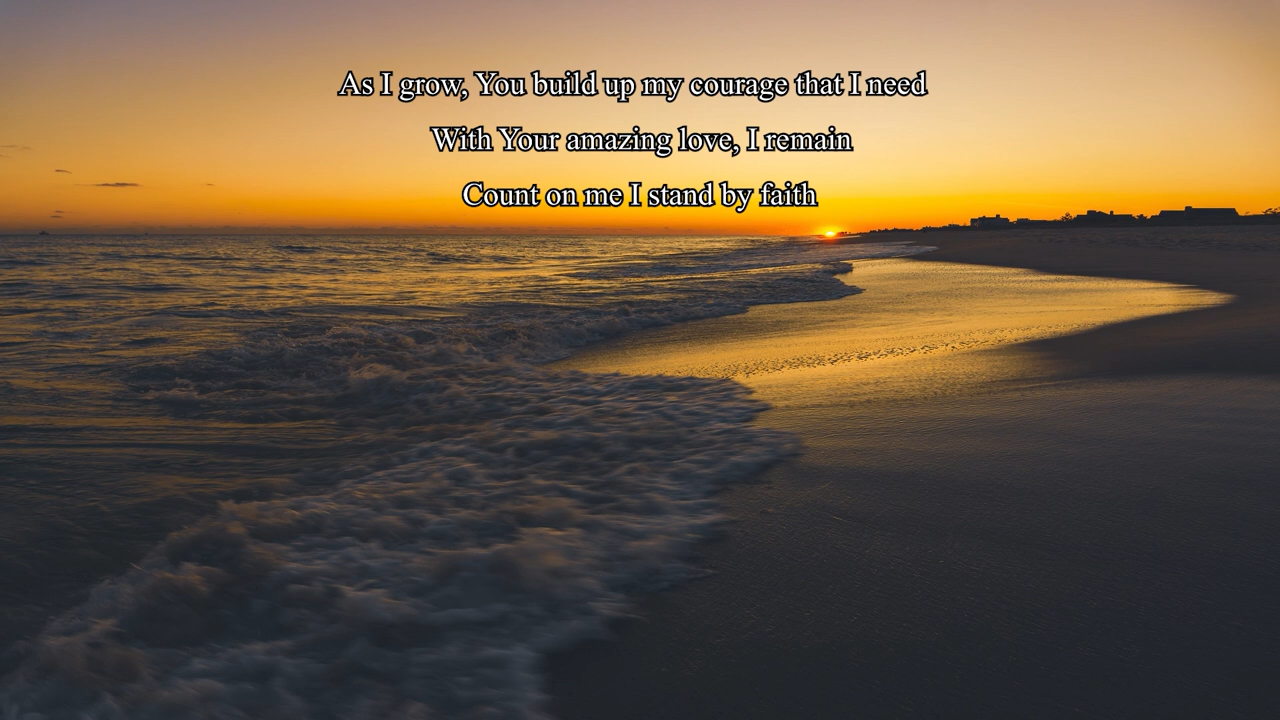 As I grow, You build up my courage that I need
With Your amazing love, I remain
Count on me I stand by faith